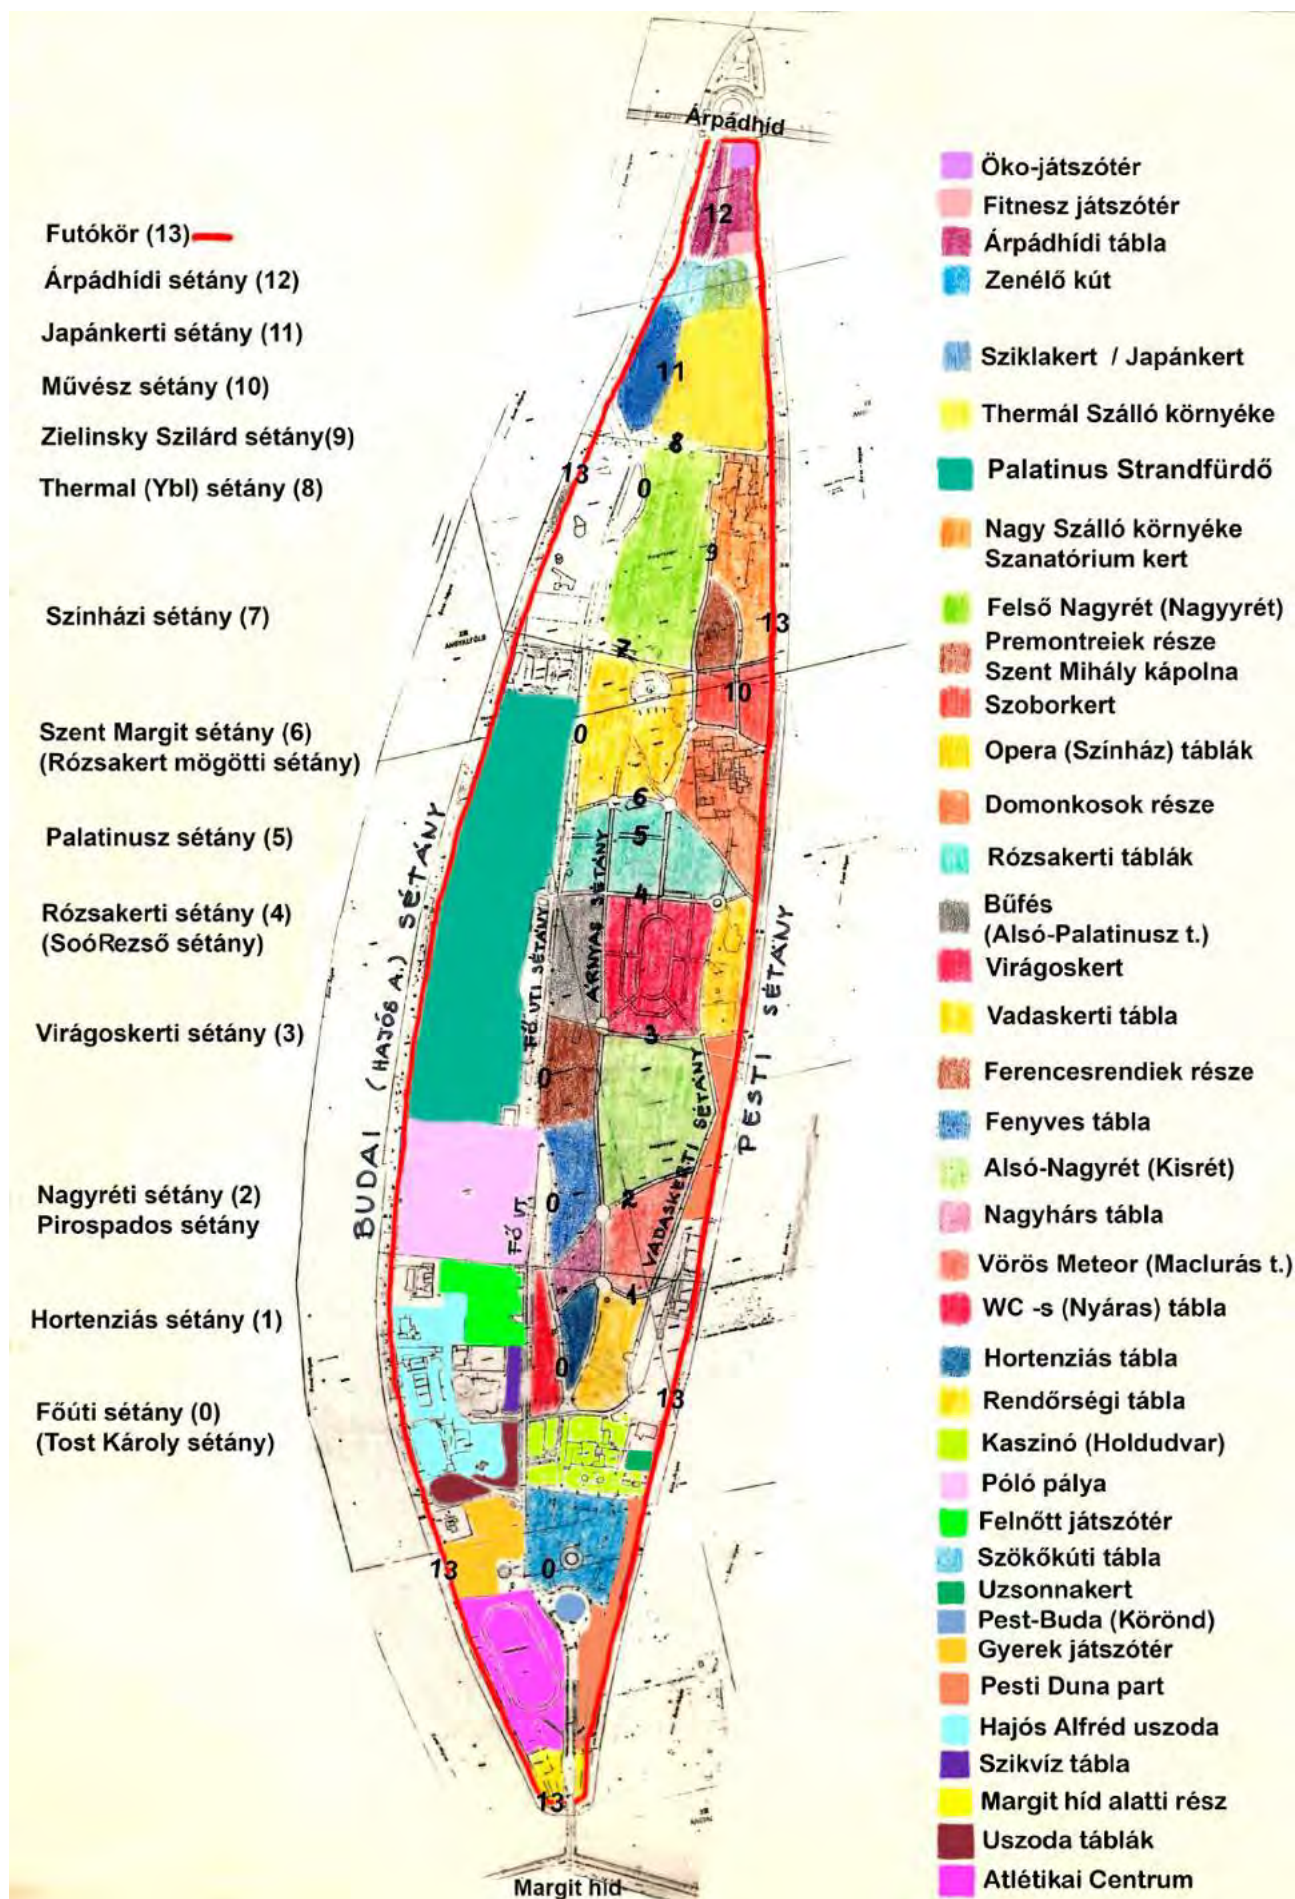 Árpádhíd
Futókör (13)
Árpádhídi sétány (12)
Japánkerti sétány (11)
Művész sétány (10)
Zielinsky Szilárd sétány(9)
Thermal (Ybl) sétány (8)
Színházi sétány (7)
Szent Margit sétány (6)
(Rózsakert mögötti sétány)
Palatinusz sétány (5)
Rózsakerti sétány (4)
(SoóRezső sétány)
Virágoskerti sétány (3)
Nagyréti sétány (2)
Pirospados sétány
Hortenziás sétány (1)
Főúti sétány (0)
(Tost Károly sétány)
12
11
8
13
0
9
13
7
10
0
6
5
4
3
0
2
0
1
0
13
13
0
13
BUDAI (HAJÓS A.) SÉTÁNY
FŐ ÚTI SÉTÁNY
ÁRNYAS SÉTÁNY
FŐ ÚT
VADASKERTI SÉTÁNY
PESTI SÉTÁNY
Margit híd
Öko-játszótér
Fitnesz játszótér
Árpádhídi tábla
Zenélő kút
Sziklakert / Japánkert
Thermál Szálló környéke
Palatinus Strandfürdő
Nagy Szálló környéke
Szanatórium kert
Felső Nagyrét (Nagyyrét)
Premontreiek része
Szent Mihály kápolna
Szoborkert
Opera (Színház) táblák
Domonkosok része
Rózsakerti táblák
Bűfés
(Alsó-Palatinusz t.)
Virágoskert
Vadaskerti tábla
Ferencesrendiek része
Fenyves tábla
Alsó-Nagyrét (Kisrét)
Nagyhárs tábla
Vörös Meteor (Maclurás t.)
WC -s (Nyáras) tábla
Hortenziás tábla
Rendőrségi tábla
Kaszinó (Holdudvar)
Póló pálya
Felnőtt játszótér
Szökőkúti tábla
Uzsonnakert
Pest-Buda (Körönd)
Gyerek játszótér
Pesti Duna part
Hajós Alfréd uszoda
Szikvíz tábla
Margit híd alatti rész
Uszoda táblák
Atlétikai Centrum